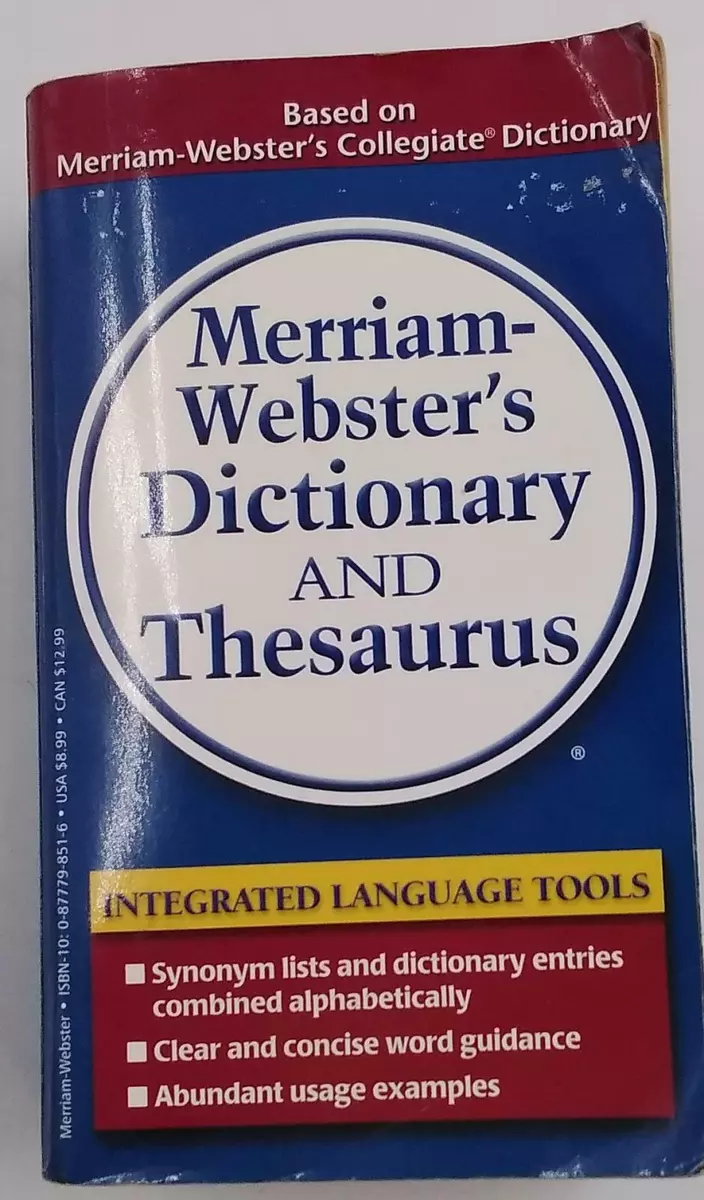 Based on
Merriam-Webster's Collegiate® Dictionary
Merriam-
Webster's
Dictionary
AND
Thesaurus
®
INTEGRATED LANGUAGE TOOLS
■ Synonym lists and dictionary entries
combined alphabetically
■ Clear and concise word guidance
■ Abundant usage examples
Merriam-Webster • ISBN-10: 0-87779-851-6 • USA $8.99 • CAN $12.99